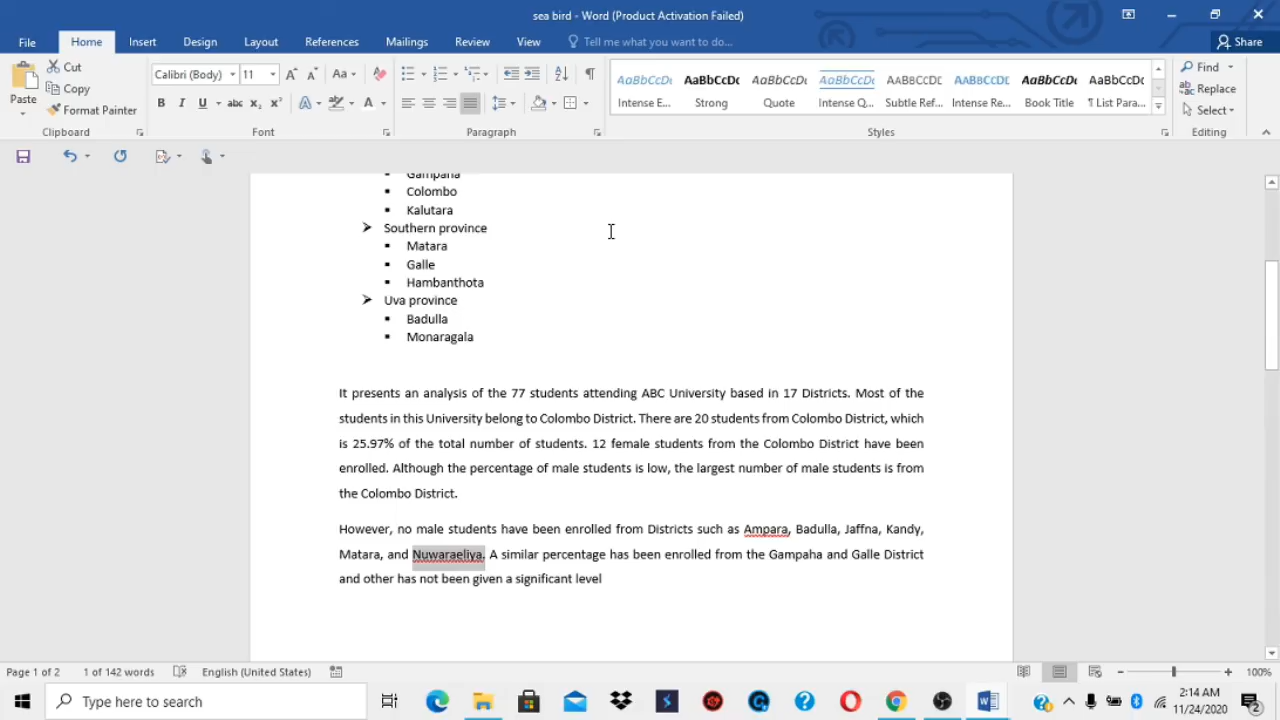 sea bird - Word (Product Activation Failed)
File Home Insert Design Layout References Mailings Review View Tell me what you want to do... Share
Paste Cut Copy Format Painter Clipboard
Calibri (Body) 11 Aa
B I U abc x₂ x² A A Font
Paragraph
AaBbCcDc AaBbCcDc AaBbCcDc AaBbCcDc AABBCCDE AABBCCDE AaBbCcDc AaBbCcDc
Intense E... Strong Quote Intense Q... Subtle Ref... Intense Re... Book Title ¶ List Para...
Styles
Find Replace Select Editing
Gampaha
▪ Colombo
▪ Kalutara
➤ Southern province
▪ Matara
▪ Galle
▪ Hambanthota
➤ Uva province
▪ Badulla
▪ Monaragala
It presents an analysis of the 77 students attending ABC University based in 17 Districts. Most of the
students in this University belong to Colombo District. There are 20 students from Colombo District, which
is 25.97% of the total number of students. 12 female students from the Colombo District have been
enrolled. Although the percentage of male students is low, the largest number of male students is from
the Colombo District.
However, no male students have been enrolled from Districts such as Ampara, Badulla, Jaffna, Kandy,
Matara, and Nuwaraeliya. A similar percentage has been enrolled from the Gampaha and Galle District
and other has not been given a significant level
Page 1 of 2 1 of 142 words English (United States) 100%
Type here to search
2:14 AM
11/24/2020 2